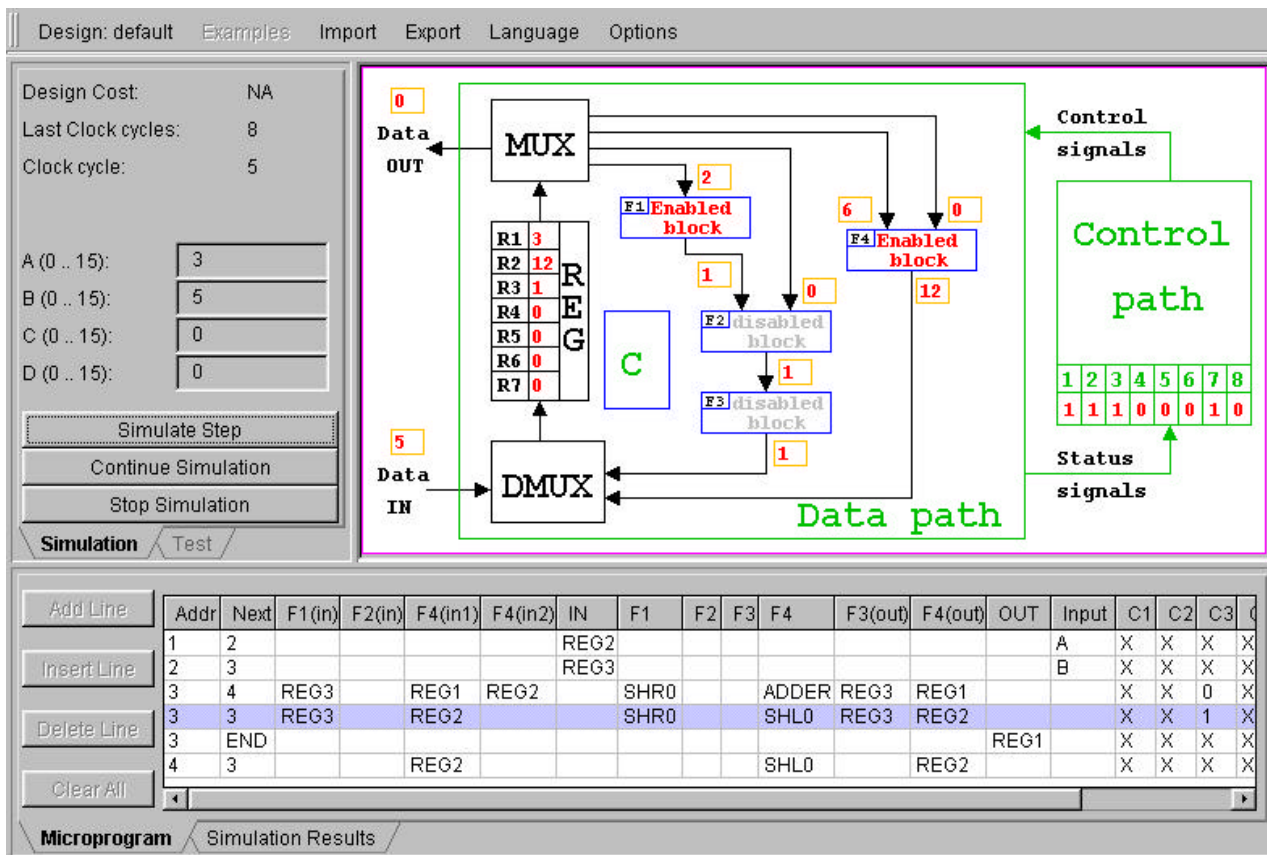 Design: default Examples Import Export Language Options
Design Cost: NA
Last Clock cycles: 8
Clock cycle: 5
A (0 .. 15): 3
B (0 .. 15): 5
C (0 .. 15): 0
D (0 .. 15): 0
Simulate Step
Continue Simulation
Stop Simulation
Simulation Test
0
Data
OUT
MUX
2
F1 Enabled
block
6
0
F4 Enabled
block
12
R1 3
R2 12
R3 1
R4 0
R5 0
R6 0
R7 0
REG
C
1
0
F2 disabled
block
1
F3 disabled
block
1
5
Data
IN
DMUX
Data path
Control
signals
Control
path
1 2 3 4 5 6 7 8
1 1 1 0 0 0 1 0
Status
signals
Add Line
Insert Line
Delete Line
Clear All
Addr Next F1(in) F2(in) F4(in1) F4(in2) IN F1 F2 F3 F4 F3(out) F4(out) OUT Input C1 C2 C3
1 2 REG2 A X X X X
2 3 REG3 B X X X X
3 4 REG3 REG1 REG2 SHR0 ADDER REG3 REG1 X X 0 X
3 3 REG3 REG2 SHR0 SHL0 REG3 REG2 X X 1 X
3 END REG1 X X X X
4 3 REG2 SHL0 REG2 X X X X
Microprogram Simulation Results